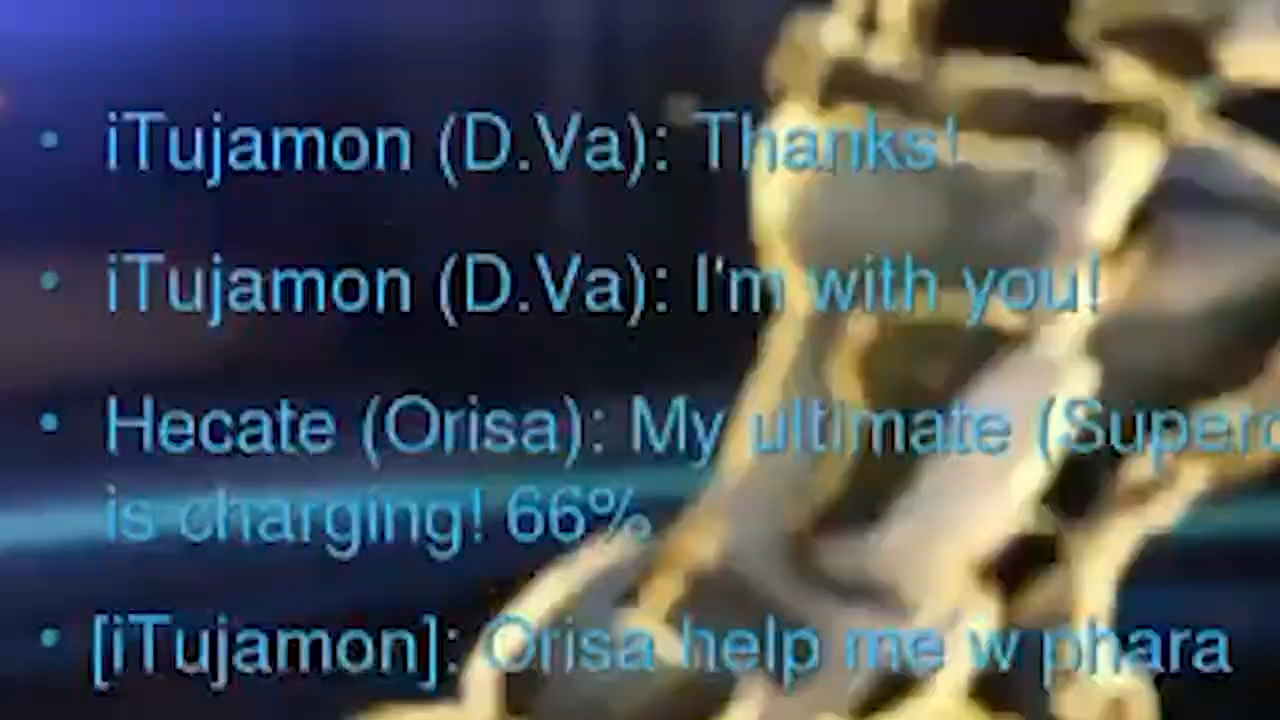 • iTujamon (D.Va): Thanks!
• iTujamon (D.Va): I'm with you!
• Hecate (Orisa): My ultimate (Superc
is charging! 66%
• [iTujamon]: Orisa help me w phara